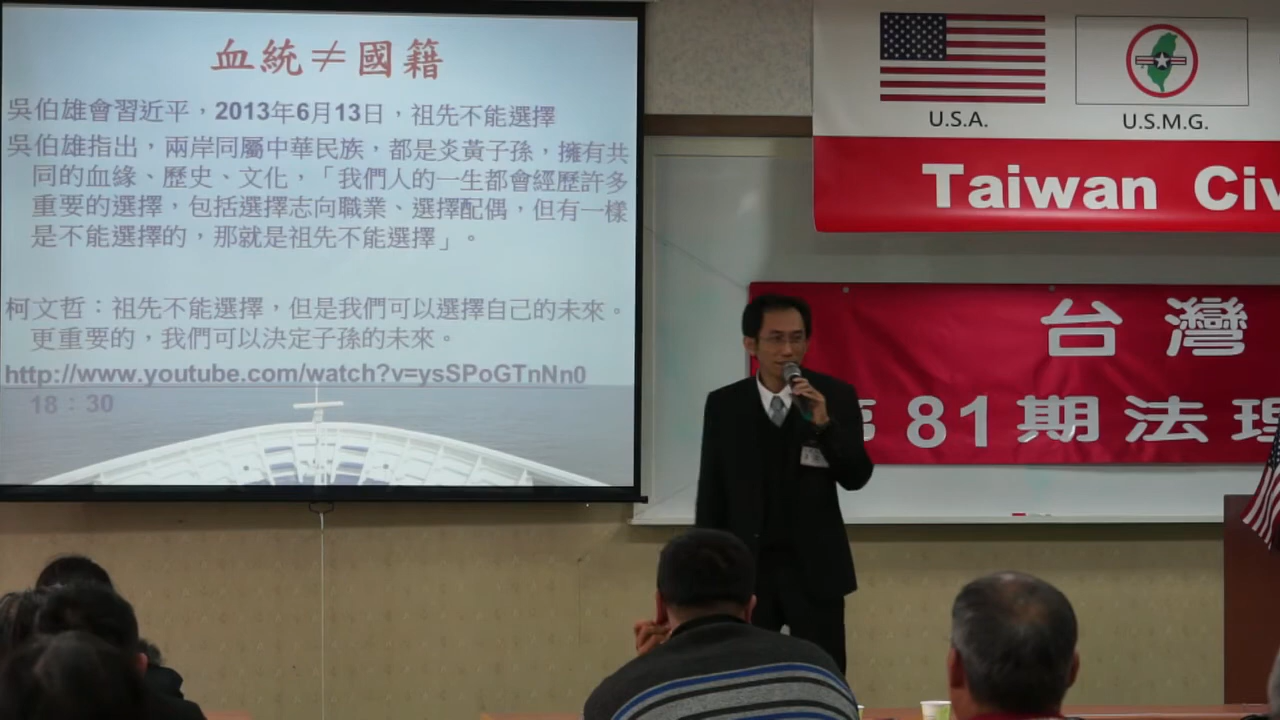 血統≠國籍
吳伯雄會習近平，2013年6月13日，祖先不能選擇
吳伯雄指出，兩岸同屬中華民族，都是炎黃子孫，擁有共
同的血緣、歷史、文化，「我們人的一生都會經歷許多
重要的選擇，包括選擇志向職業、選擇配偶，但有一樣
是不能選擇的，那就是祖先不能選擇」。
柯文哲：祖先不能選擇，但是我們可以選擇自己的未來。
更重要的，我們可以決定子孫的未來。
http://www.youtube.com/watch?v=ysSPoGTnNn0
18：30
U.S.A.
U.S.M.G.
Taiwan Civ
台灣
第81期法理